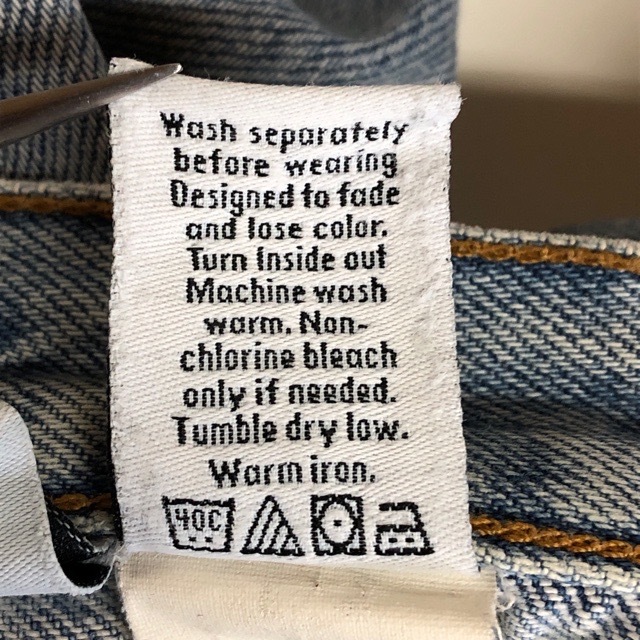 Wash separately
before wearing
Designed to fade
and lose color.
Turn Inside out
Machine wash
warm. Non-
chlorine bleach
only if needed.
Tumble dry low.
Warm iron.
40C